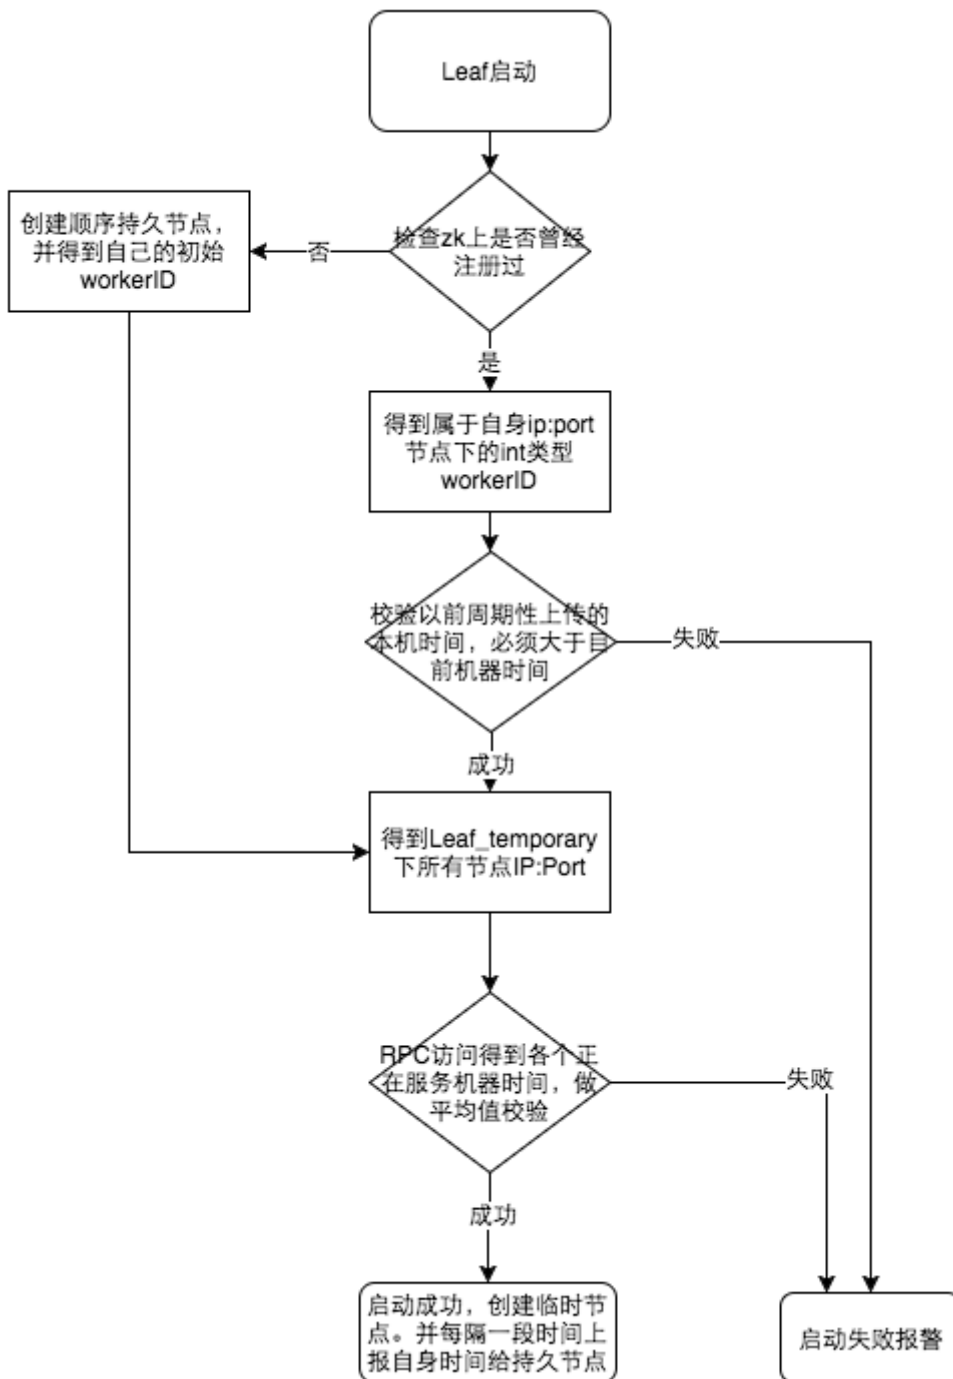 Leaf启动
检查zk上是否曾经
注册过
否
创建顺序持久节点，
并得到自己的初始
workerID
是
得到属于自身ip:port
节点下的int类型
workerID
校验以前周期性上传的
本机时间，必须大于目
前机器时间
失败
成功
得到Leaf_temporary
下所有节点IP:Port
RPC访问得到各个正
在服务机器时间，做
平均值校验
失败
成功
启动成功，创建临时节
点。并每隔一段时间上
报自身时间给持久节点
启动失败报警